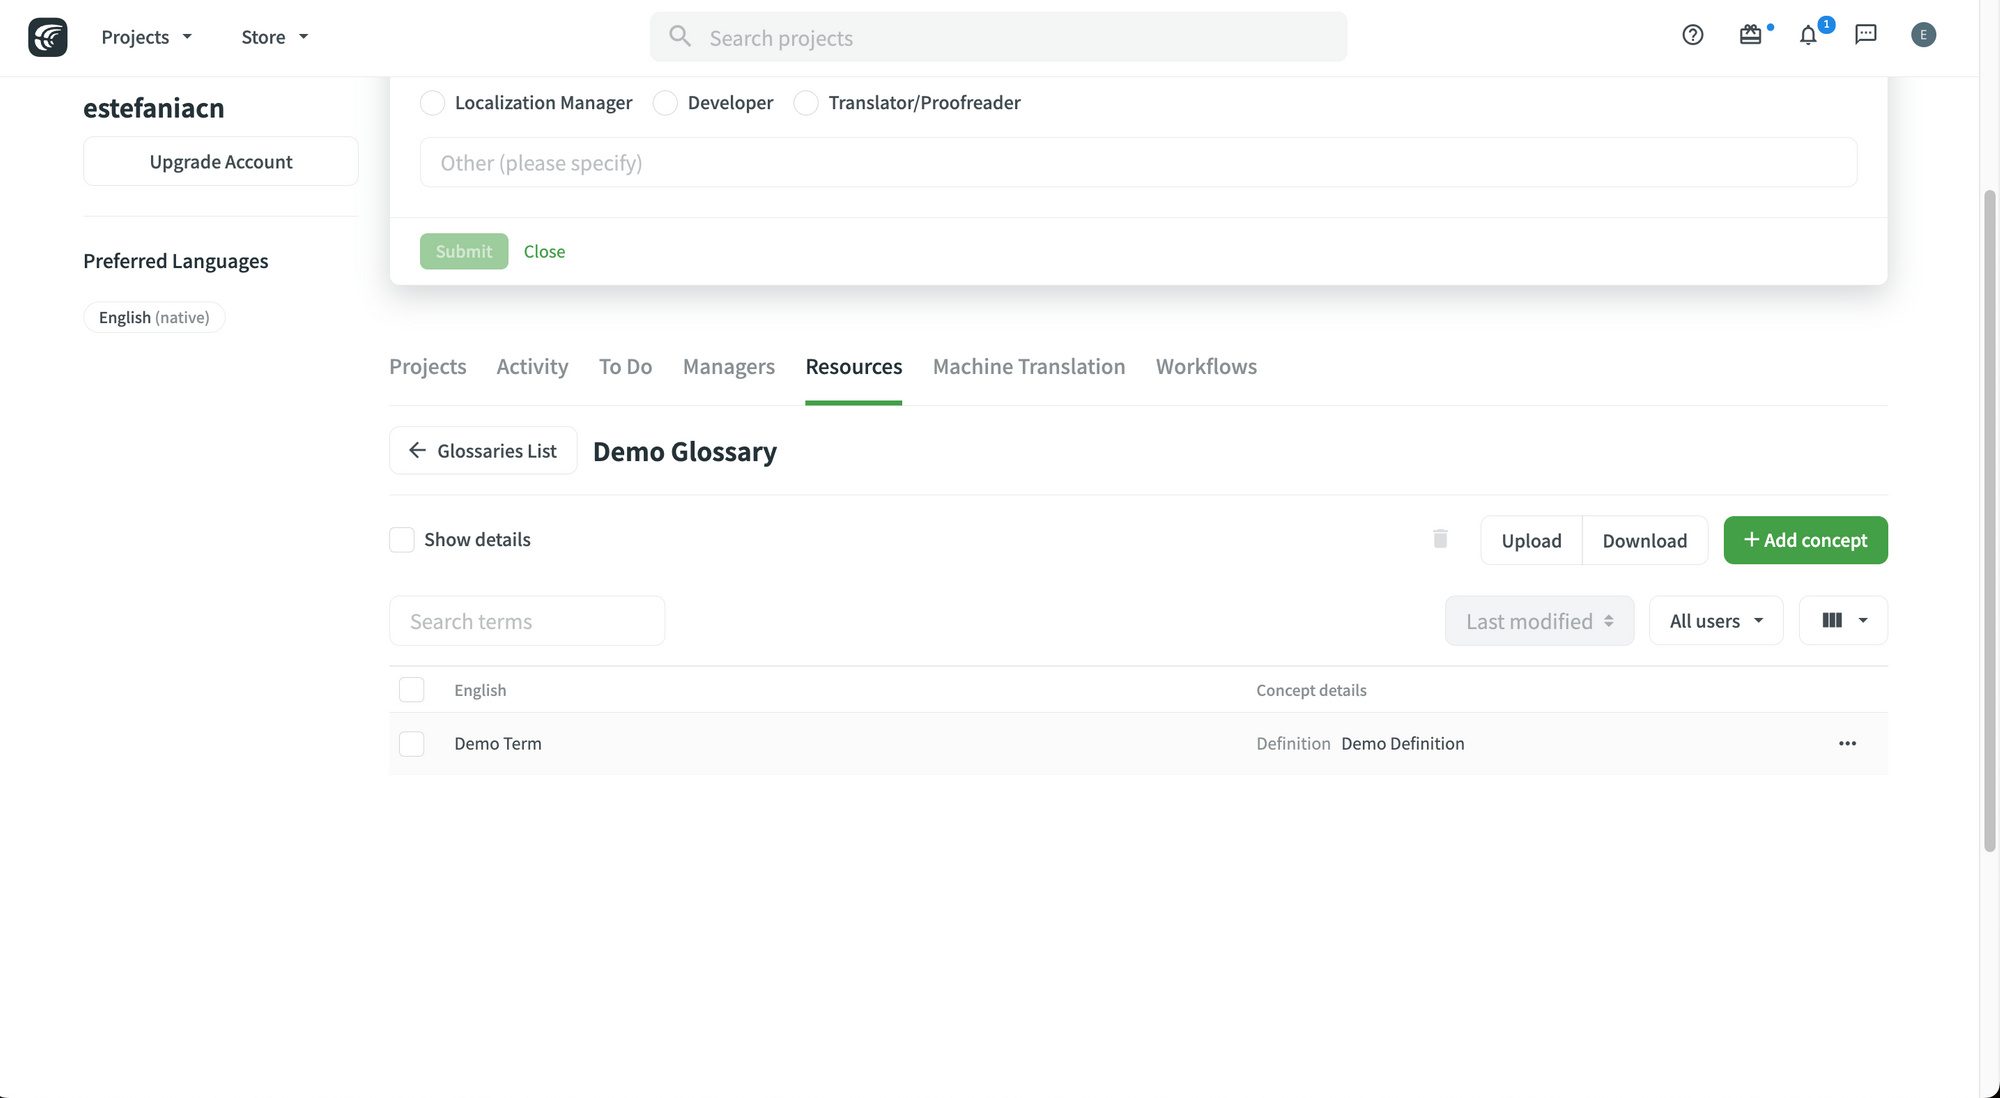 Projects Store Search projects 1 E
estefaniacn
Upgrade Account
Preferred Languages
English (native)
Localization Manager Developer Translator/Proofreader
Other (please specify)
Submit Close
Projects Activity To Do Managers Resources Machine Translation Workflows
Glossaries List Demo Glossary
Show details Upload Download + Add concept
Search terms Last modified All users
English Concept details
Demo Term Definition Demo Definition